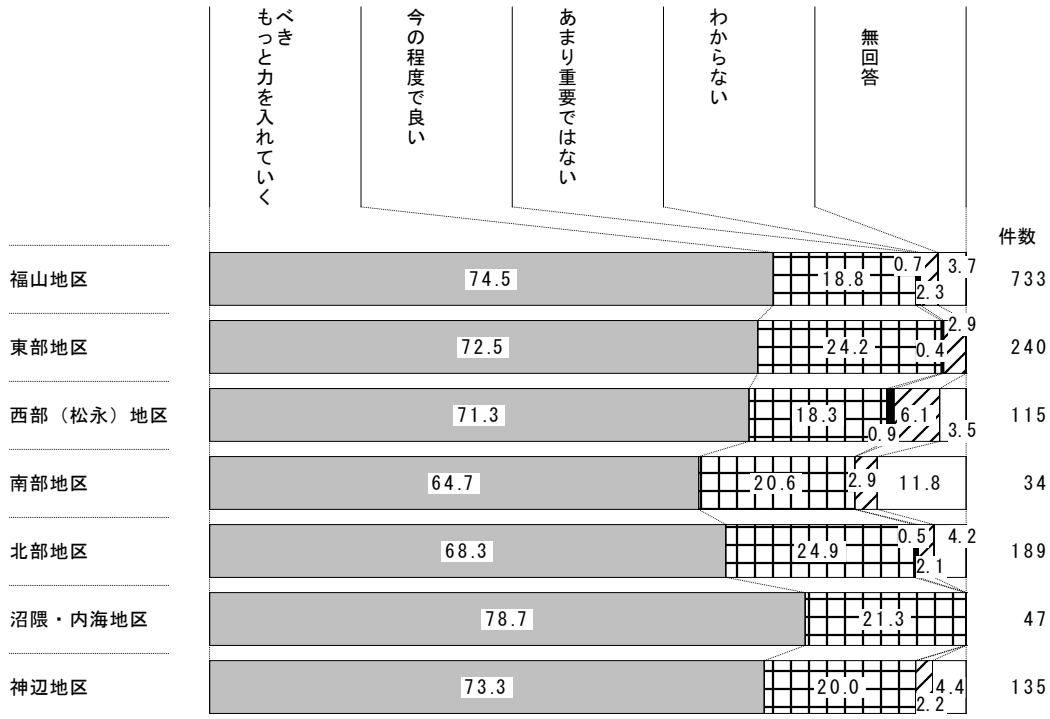 もっと力を入れていく
べき
今の程度で良い
あまり重要ではない
わからない
無回答
件数
福山地区 74.5 18.8 0.7 2.3 3.7 733
東部地区 72.5 24.2 0.4 2.9 240
西部（松永）地区 71.3 18.3 0.9 6.1 3.5 115
南部地区 64.7 20.6 2.9 11.8 34
北部地区 68.3 24.9 0.5 2.1 4.2 189
沼隈・内海地区 78.7 21.3 47
神辺地区 73.3 20.0 2.2 4.4 135